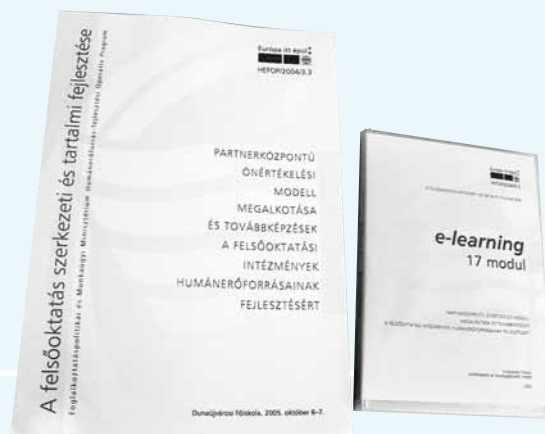 A felsőoktatás szerkezeti és tartalmi fejlesztése
Foglalkoztatáspolitikai és Munkaügyi Minisztérium Humánerőforrás-fejlesztési Operatív Program
Európa itt épül
HEFOP/2004/3.3
PARTNERKÖZPONTÚ
ÖNÉRTÉKELÉSI
MODELL
MEGALKOTÁSA
ÉS TOVÁBBKÉPZÉSEK
A FELSŐOKTATÁSI
INTÉZMÉNYEK
HUMÁNERŐFORRÁSAINAK
FEJLESZTÉSÉRT
Dunaújvárosi Főiskola, 2005. október 6–7.
e-learning
17 modul